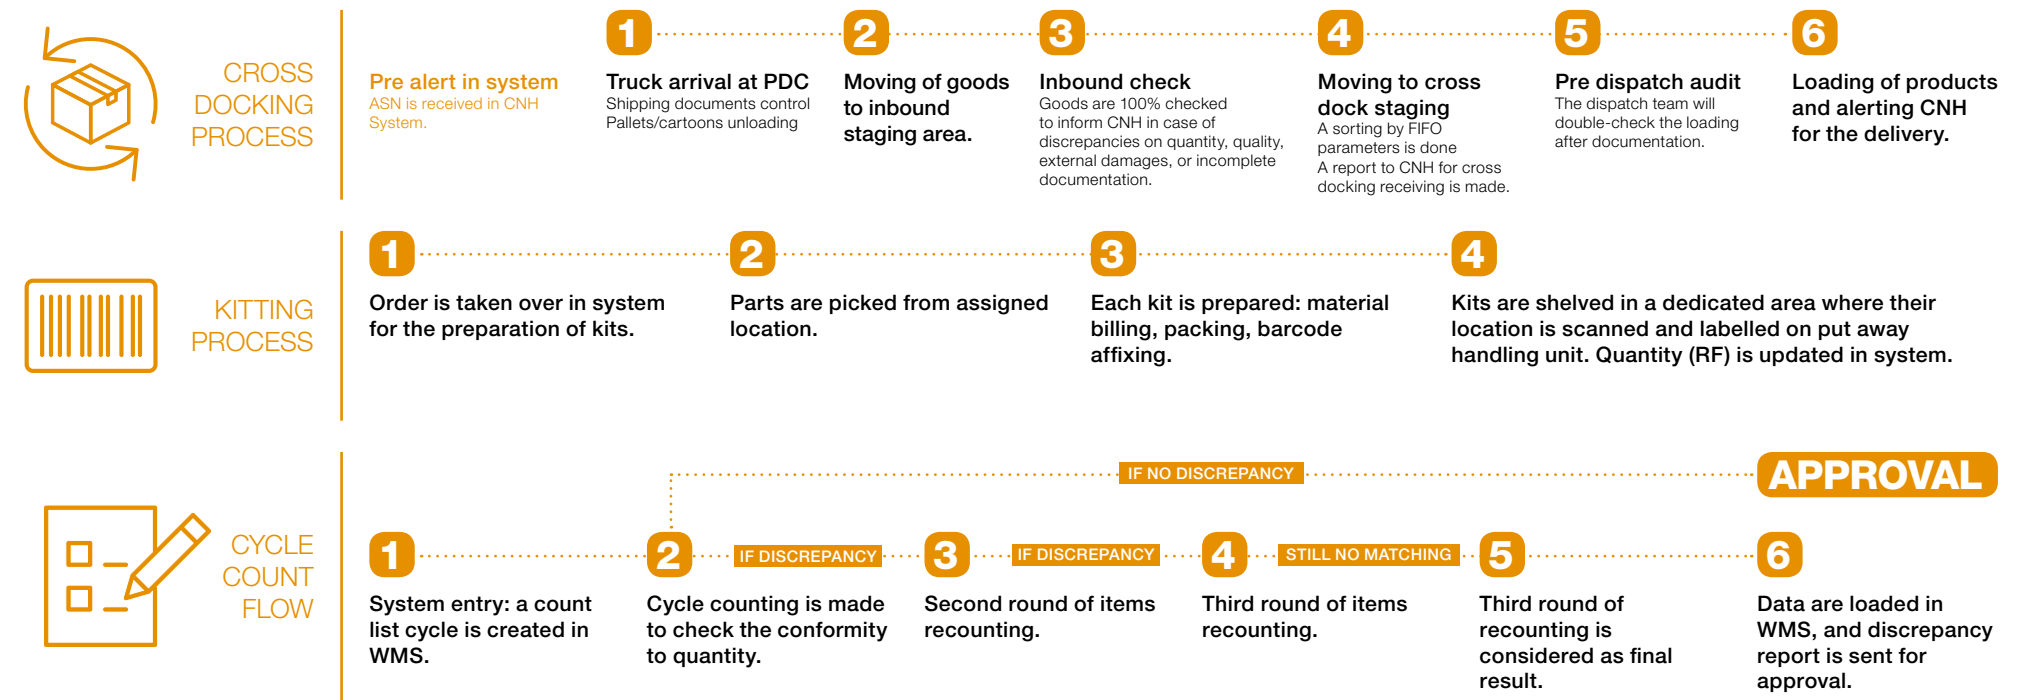 CROSS
DOCKING
PROCESS
Pre alert in system
ASN is received in CNH
System.
1
Truck arrival at PDC
Shipping documents control
Pallets/cartoons unloading
2
Moving of goods
to inbound
staging area.
3
Inbound check
Goods are 100% checked
to inform CNH in case of
discrepancies on quantity, quality,
external damages, or incomplete
documentation.
4
Moving to cross
dock staging
A sorting by FIFO
parameters is done
A report to CNH for cross
docking receiving is made.
5
Pre dispatch audit
The dispatch team will
double-check the loading
after documentation.
6
Loading of products
and alerting CNH
for the delivery.
KITTING
PROCESS
1
Order is taken over in system
for the preparation of kits.
2
Parts are picked from assigned
location.
3
Each kit is prepared: material
billing, packing, barcode
affixing.
4
Kits are shelved in a dedicated area where their
location is scanned and labelled on put away
handling unit. Quantity (RF) is updated in system.
CYCLE
COUNT
FLOW
IF NO DISCREPANCY
APPROVAL
1
System entry: a count
list cycle is created in
WMS.
2
Cycle counting is made
to check the conformity
to quantity.
IF DISCREPANCY
3
Second round of items
recounting.
IF DISCREPANCY
4
Third round of items
recounting.
STILL NO MATCHING
5
Third round of
recounting is
considered as final
result.
6
Data are loaded in
WMS, and discrepancy
report is sent for
approval.